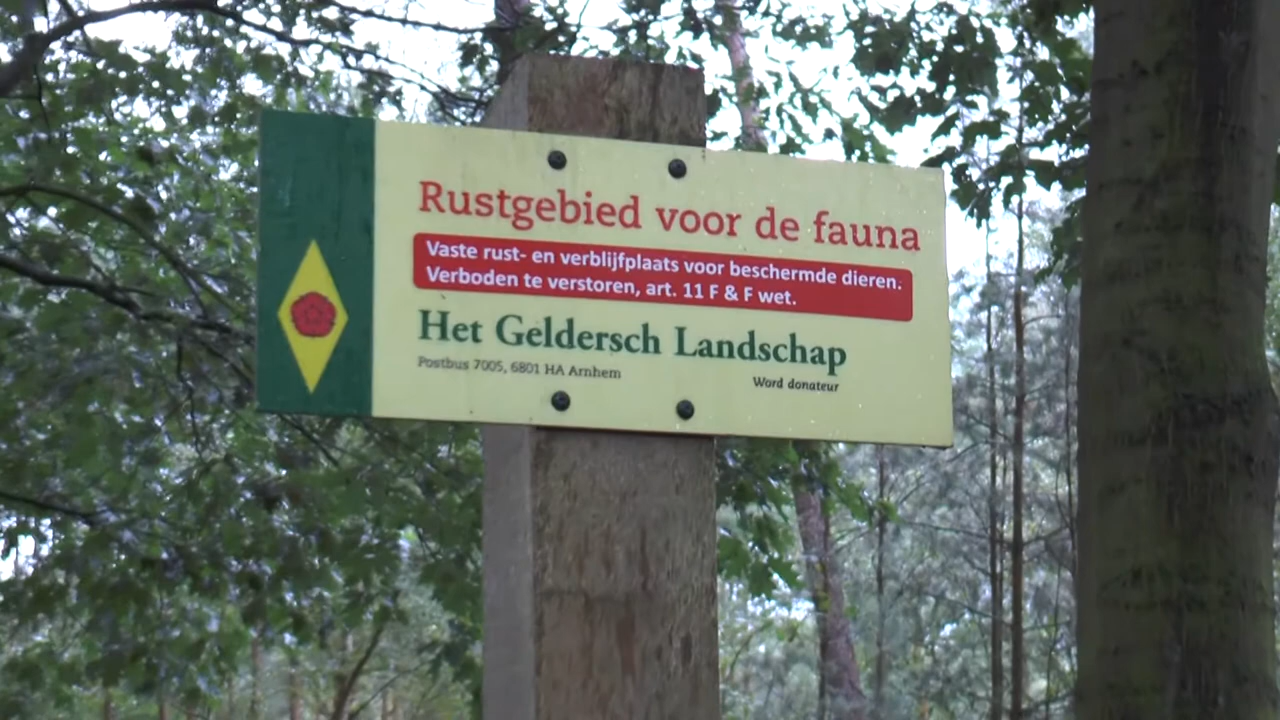 Rustgebied voor de fauna
Vaste rust- en verblijfplaats voor beschermde dieren.
Verboden te verstoren, art. 11 F & F wet.
Het Geldersch Landschap
Postbus 7005, 6801 HA Arnhem
Word donateur